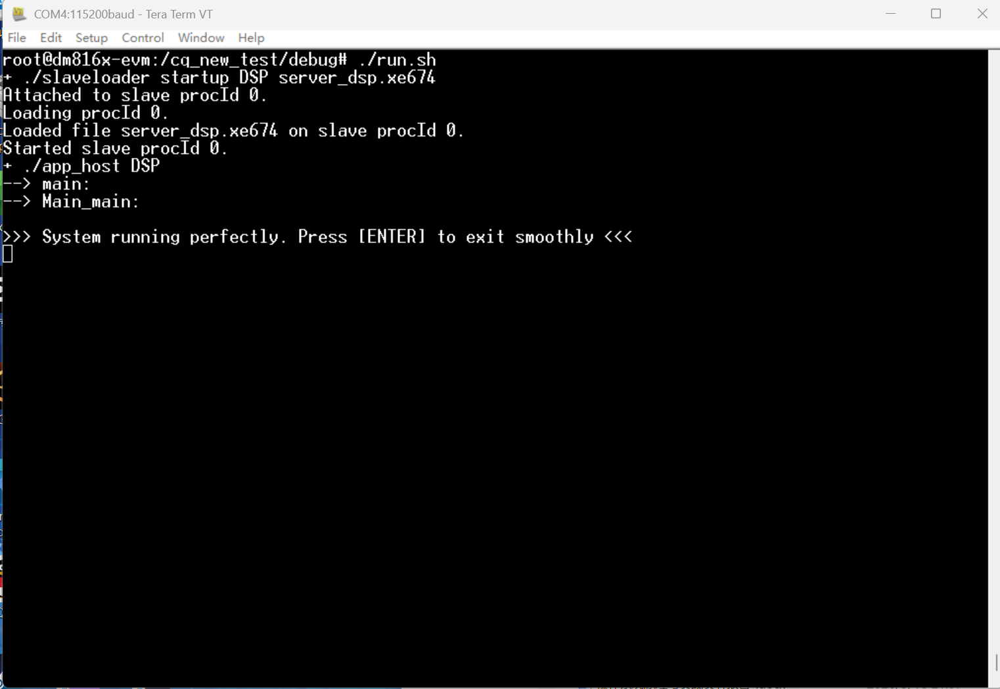 COM4:115200baud - Tera Term VT
File Edit Setup Control Window Help
root@dm816x-evm:/cq_new_test/debug# ./run.sh
+ ./slaveloader startup DSP server_dsp.xe674
Attached to slave procId 0.
Loading procId 0.
Loaded file server_dsp.xe674 on slave procId 0.
Started slave procId 0.
+ ./app_host DSP
--> main:
--> Main_main:
>>> System running perfectly. Press [ENTER] to exit smoothly <<<